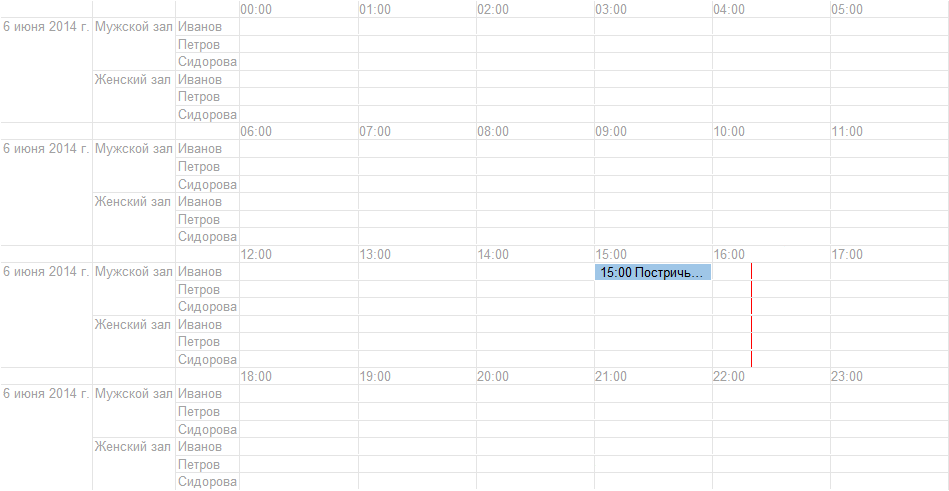 00:00 01:00 02:00 03:00 04:00 05:00
6 июня 2014 г. Мужской зал Иванов
Петров
Сидорова
Женский зал Иванов
Петров
Сидорова
06:00 07:00 08:00 09:00 10:00 11:00
6 июня 2014 г. Мужской зал Иванов
Петров
Сидорова
Женский зал Иванов
Петров
Сидорова
12:00 13:00 14:00 15:00 16:00 17:00
6 июня 2014 г. Мужской зал Иванов 15:00 Постричь...
Петров
Сидорова
Женский зал Иванов
Петров
Сидорова
18:00 19:00 20:00 21:00 22:00 23:00
6 июня 2014 г. Мужской зал Иванов
Петров
Сидорова
Женский зал Иванов
Петров
Сидорова